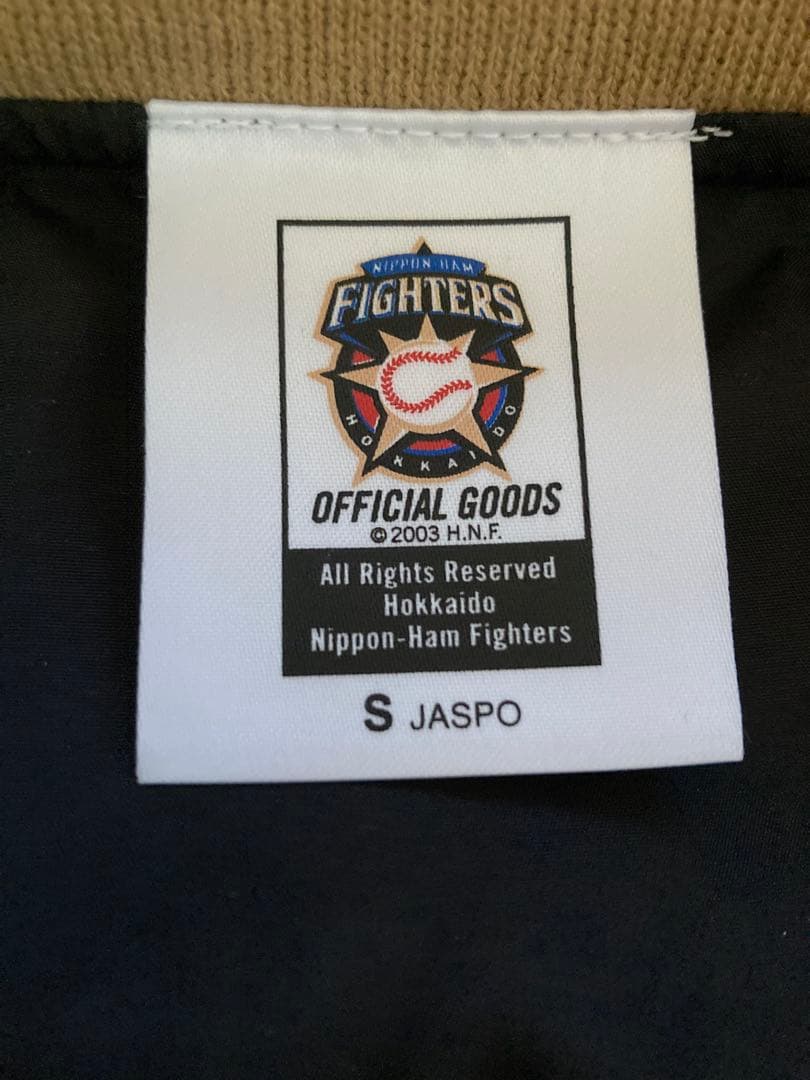 NIPPON HAM
FIGHTERS
HOKKAIDO
OFFICIAL GOODS
©2003 H.N.F.
All Rights Reserved
Hokkaido
Nippon-Ham Fighters
S JASPO